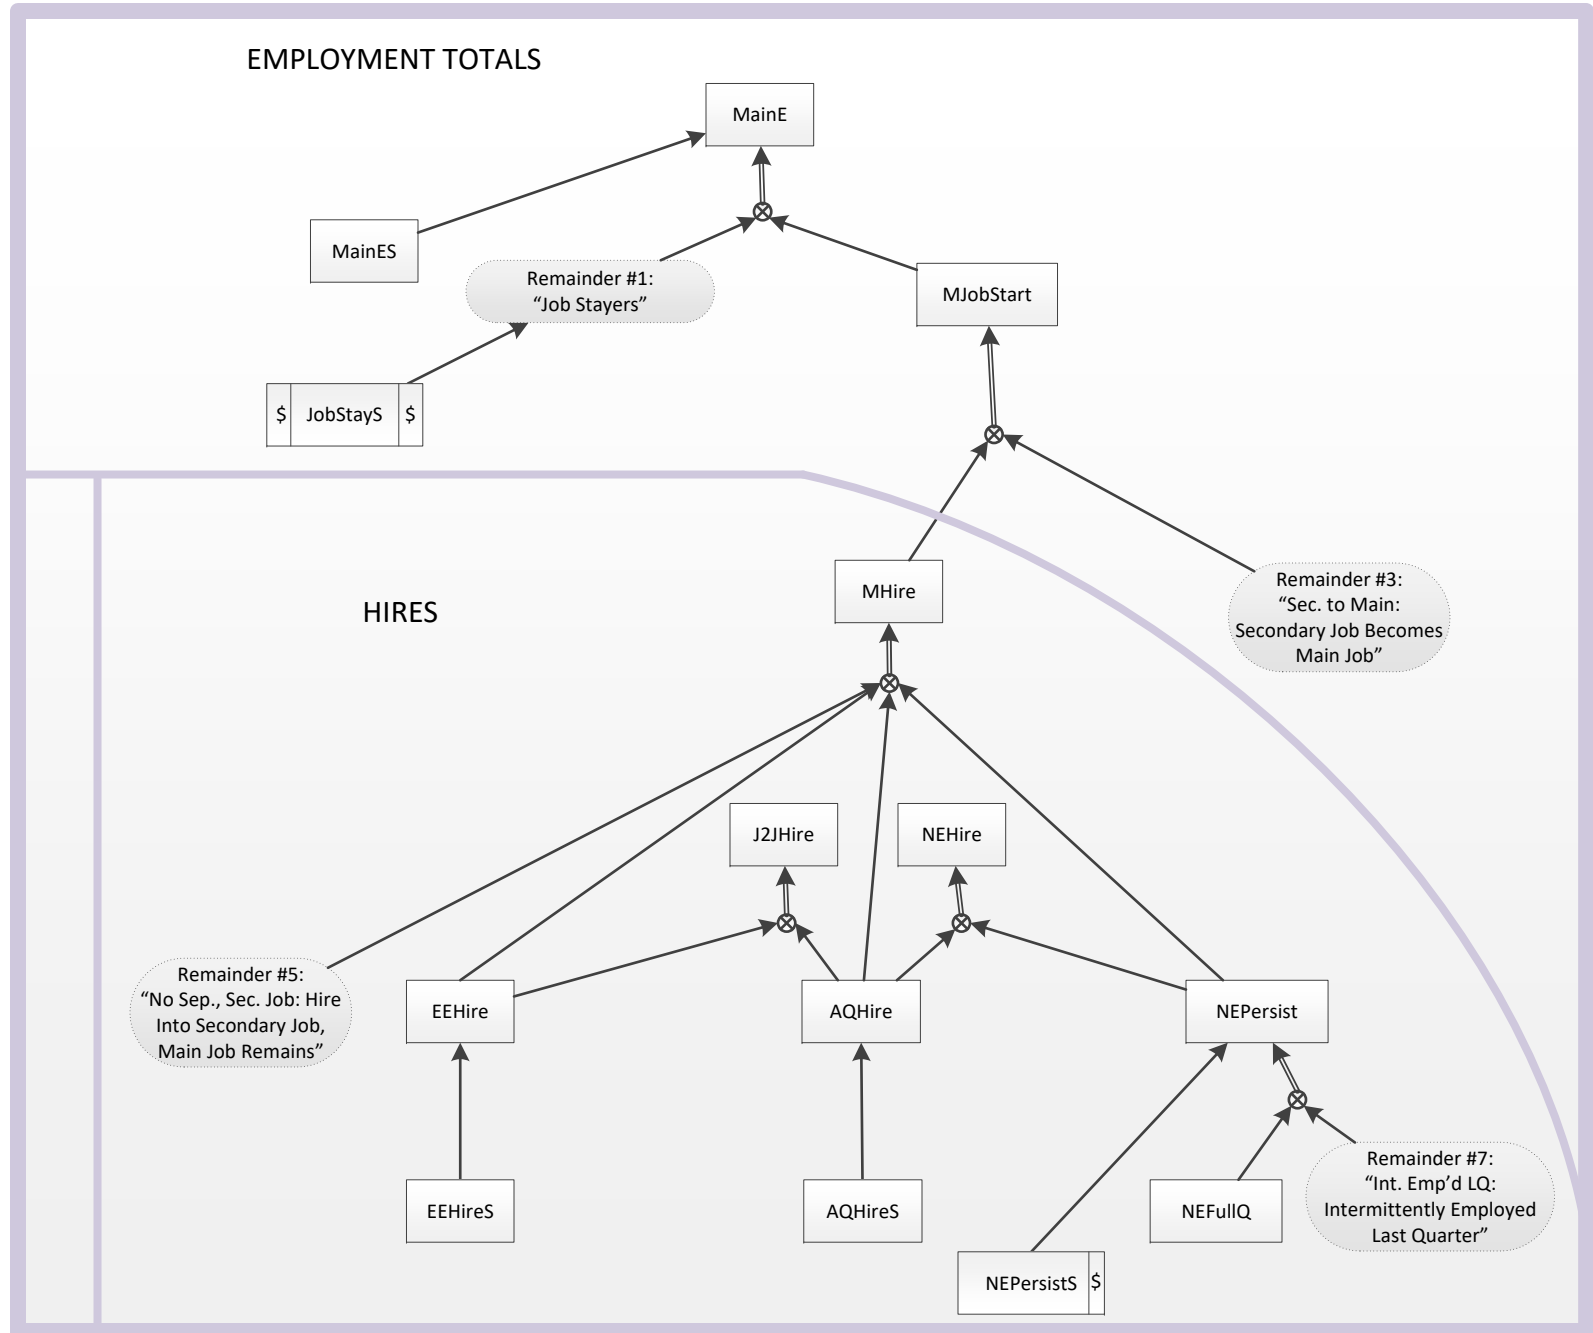 EMPLOYMENT TOTALS
MainE
MainES
Remainder #1:
“Job Stayers”
MJobStart
$ JobStayS $
HIRES
MHire
Remainder #3:
“Sec. to Main:
Secondary Job Becomes
Main Job”
J2JHire
NEHire
Remainder #5:
“No Sep., Sec. Job: Hire
Into Secondary Job,
Main Job Remains”
EEHire
AQHire
NEPersist
EEHireS
AQHireS
NEFullQ
Remainder #7:
“Int. Emp’d LQ:
Intermittently Employed
Last Quarter”
NEPersistS $